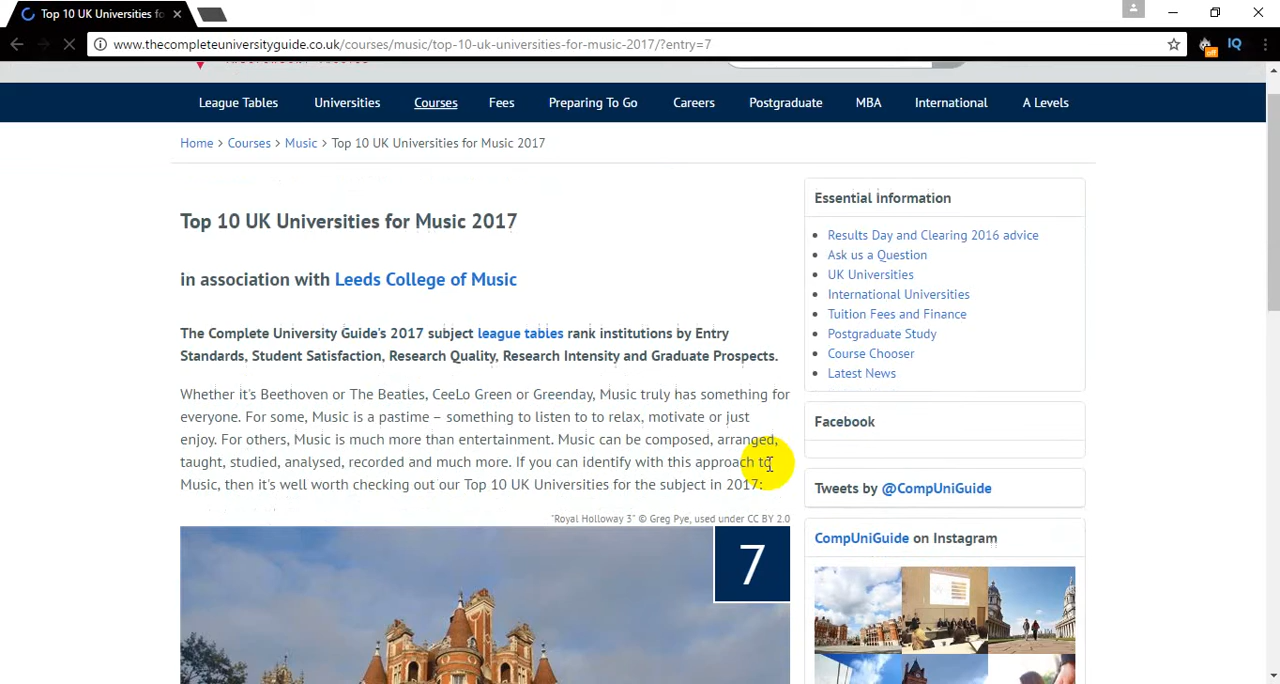 Top 10 UK Universities fo
www.thecompleteuniversityguide.co.uk/courses/music/top-10-uk-universities-for-music-2017/?entry=7
off
IQ
League Tables Universities Courses Fees Preparing To Go Careers Postgraduate MBA International A Levels
Home > Courses > Music > Top 10 UK Universities for Music 2017
Top 10 UK Universities for Music 2017
in association with Leeds College of Music
The Complete University Guide's 2017 subject league tables rank institutions by Entry
Standards, Student Satisfaction, Research Quality, Research Intensity and Graduate Prospects.
Whether it's Beethoven or The Beatles, CeeLo Green or Greenday, Music truly has something for
everyone. For some, Music is a pastime – something to listen to to relax, motivate or just
enjoy. For others, Music is much more than entertainment. Music can be composed, arranged,
taught, studied, analysed, recorded and much more. If you can identify with this approach to
Music, then it's well worth checking out our Top 10 UK Universities for the subject in 2017:
"Royal Holloway 3" © Greg Pye, used under CC BY 2.0
7
Essential Information
Results Day and Clearing 2016 advice
Ask us a Question
UK Universities
International Universities
Tuition Fees and Finance
Postgraduate Study
Course Chooser
Latest News
Facebook
Tweets by @CompUniGuide
CompUniGuide on Instagram